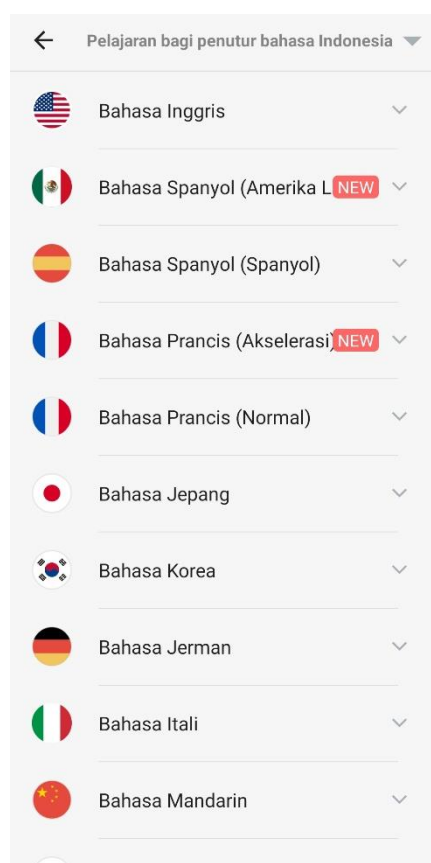 Pelajaran bagi penutur bahasa Indonesia
Bahasa Inggris
Bahasa Spanyol (Amerika L NEW
Bahasa Spanyol (Spanyol)
Bahasa Prancis (Akselerasi) NEW
Bahasa Prancis (Normal)
Bahasa Jepang
Bahasa Korea
Bahasa Jerman
Bahasa Itali
Bahasa Mandarin